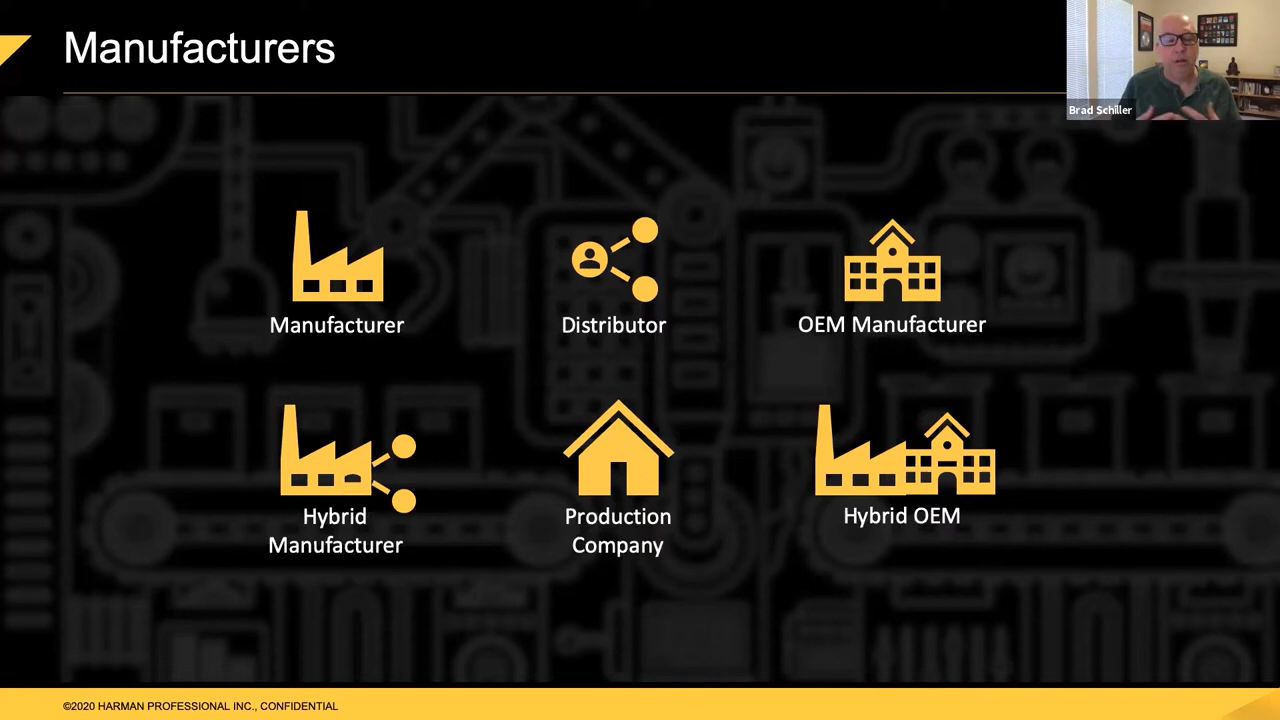 Manufacturers
Brad Schiller
Manufacturer
Distributor
OEM Manufacturer
Hybrid
Manufacturer
Production
Company
Hybrid OEM
©2020 HARMAN PROFESSIONAL INC., CONFIDENTIAL